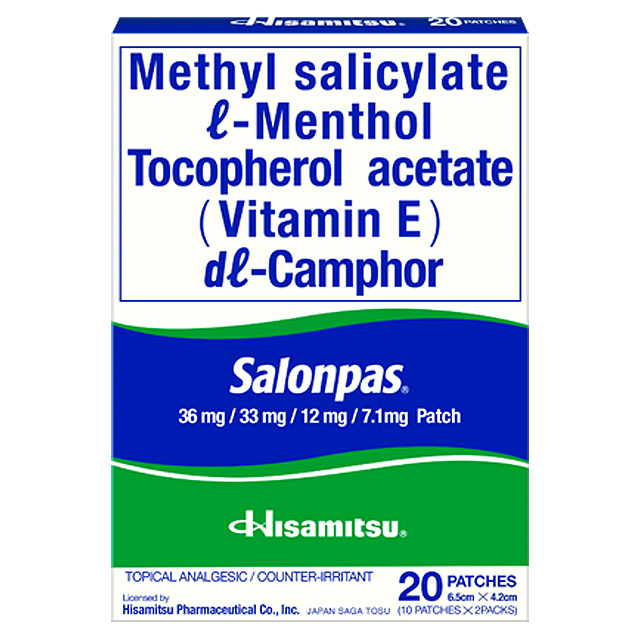 Hisamitsu® 20 PATCHES
Methyl salicylate
ℓ-Menthol
Tocopherol acetate
(Vitamin E)
dℓ-Camphor
Salonpas®
36 mg / 33 mg / 12 mg / 7.1mg Patch
Hisamitsu®
TOPICAL ANALGESIC / COUNTER-IRRITANT
20 PATCHES
6.5cm X 4.2cm
Licensed by
Hisamitsu Pharmaceutical Co., Inc. JAPAN SAGA TOSU (10 PATCHES X 2PACKS)